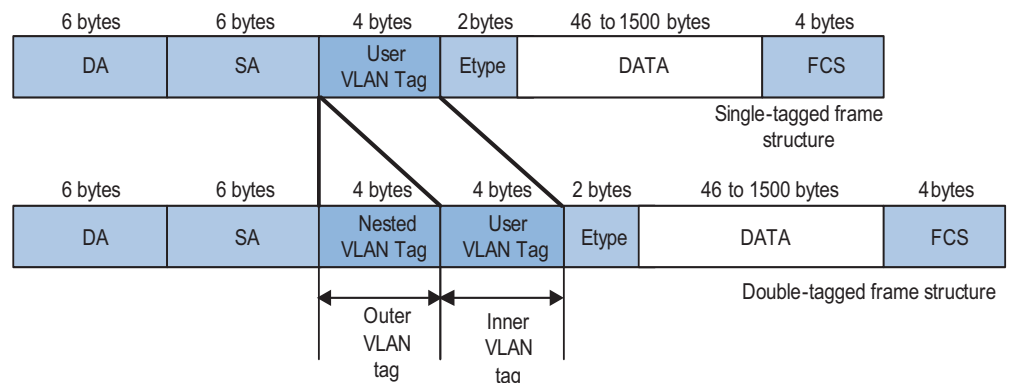 6 bytes 6 bytes 4 bytes 2bytes 46 to 1500 bytes 4 bytes
DA SA User VLAN Tag Etype DATA FCS
Single-tagged frame
structure
6 bytes 6 bytes 4 bytes 4 bytes 2 bytes 46 to 1500 bytes 4bytes
DA SA Nested VLAN Tag User VLAN Tag Etype DATA FCS
Double-tagged frame structure
Outer
VLAN
tag
Inner
VLAN
tag